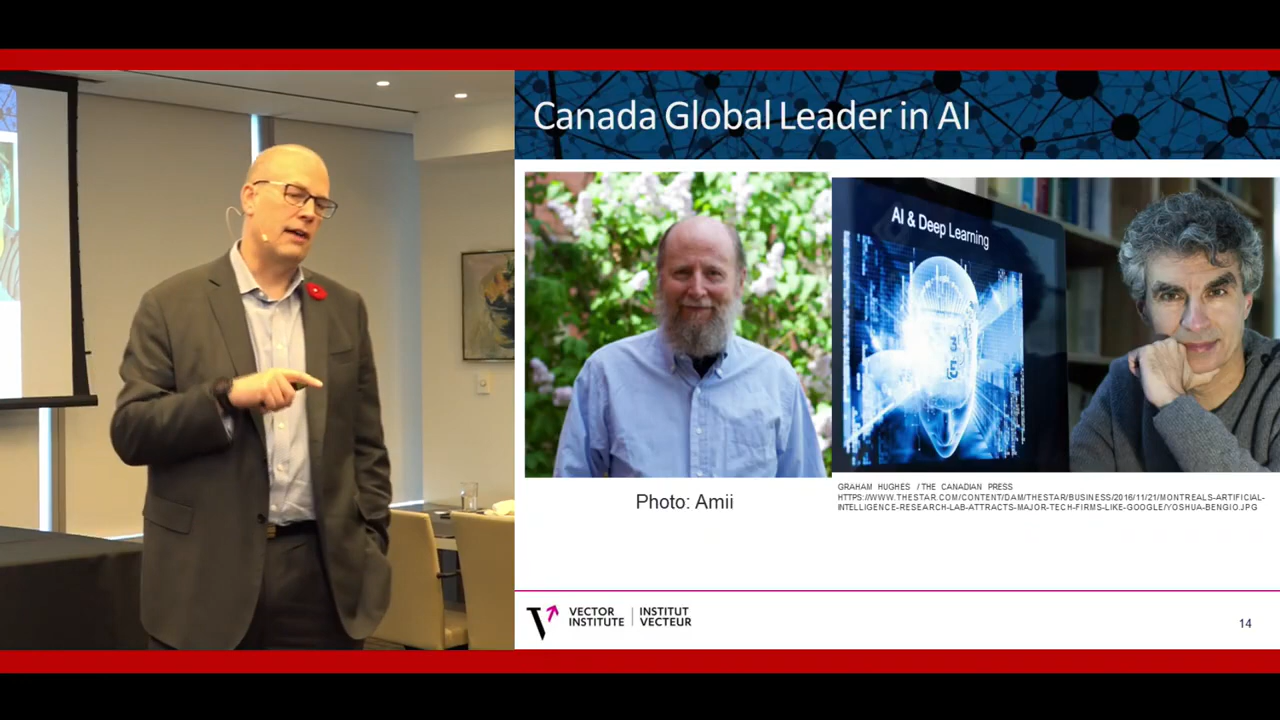 Canada Global Leader in AI
AI & Deep Learning
Photo: Amii
GRAHAM HUGHES / THE CANADIAN PRESS
HTTPS://WWW.THESTAR.COM/CONTENT/DAM/THESTAR/BUSINESS/2016/11/21/MONTREALS-ARTIFICIAL-
INTELLIGENCE-RESEARCH-LAB-ATTRACTS-MAJOR-TECH-FIRMS-LIKE-GOOGLE/YOSHUA-BENGIO.JPG
VECTOR INSTITUTE | INSTITUT VECTEUR
14